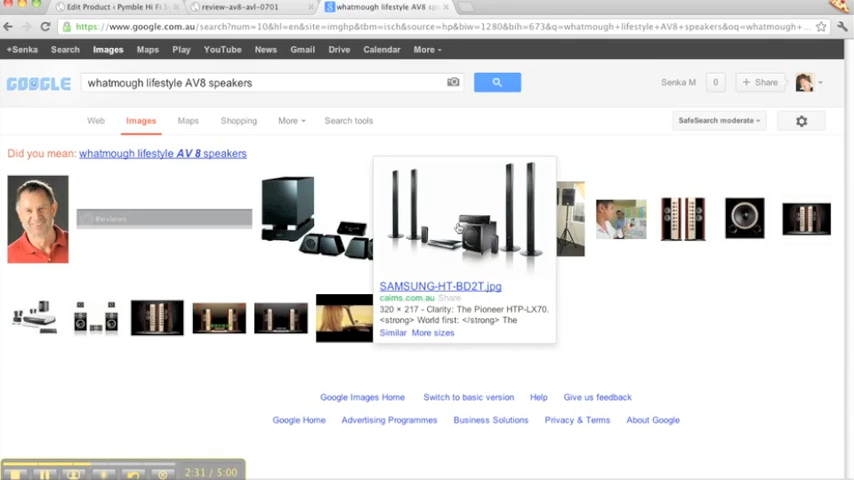 Edit Product ‹ Pymble Hi Fi S
review-av8-avl-0701
whatmough lifestyle AV8 sp
https://www.google.com.au/search?num=10&hl=en&site=imghp&tbm=isch&source=hp&biw=1280&bih=673&q=whatmough+lifestyle+AV8+speakers&oq=whatmough+...
+Senka Search Images Maps Play YouTube News Gmail Drive Calendar More
GOOGLE
whatmough lifestyle AV8 speakers
Senka M 0 + Share
Web Images Maps Shopping More Search tools
SafeSearch moderate
Did you mean: whatmough lifestyle AV 8 speakers
Reviews
SAMSUNG-HT-BD2T.jpg
cairns.com.au Share
320 × 217 - Clarity: The Pioneer HTP-LX70.
<strong> World first: </strong> The
Similar More sizes
Google Images Home Switch to basic version Help Give us feedback
Google Home Advertising Programmes Business Solutions Privacy & Terms About Google
2:31 / 5:00